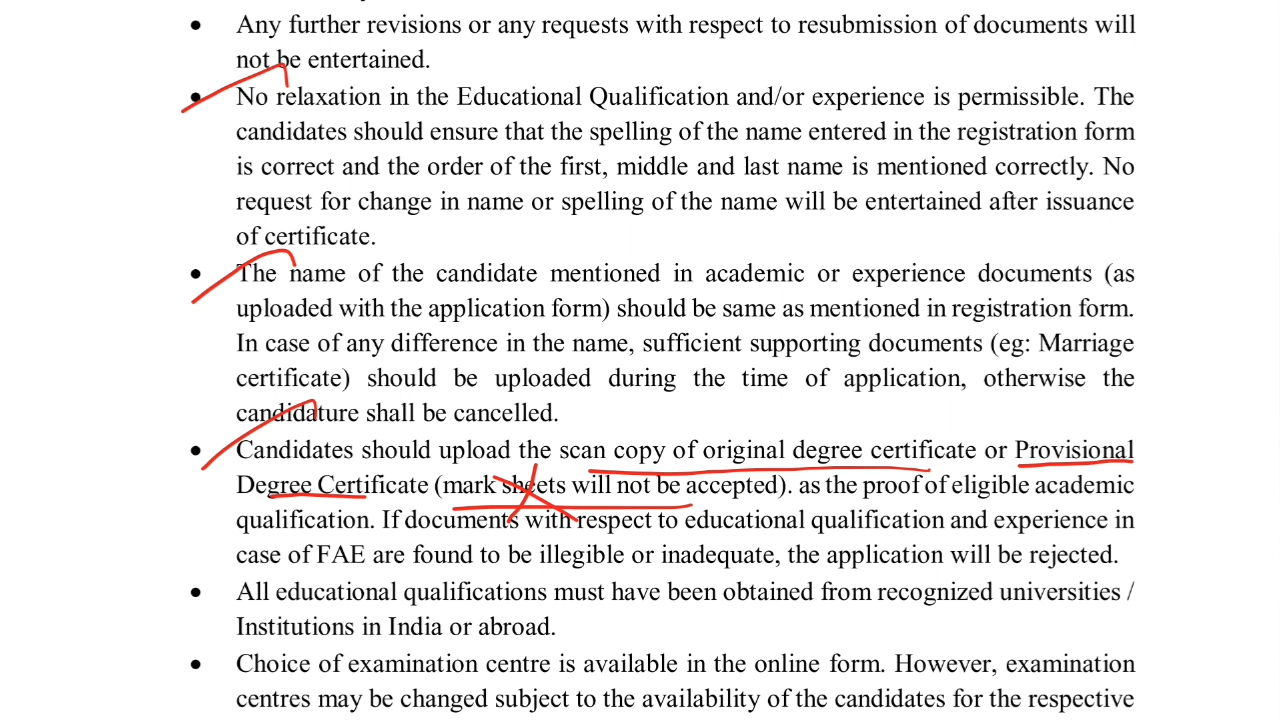 • Any further revisions or any requests with respect to resubmission of documents will
not be entertained.
• No relaxation in the Educational Qualification and/or experience is permissible. The
candidates should ensure that the spelling of the name entered in the registration form
is correct and the order of the first, middle and last name is mentioned correctly. No
request for change in name or spelling of the name will be entertained after issuance
of certificate.
• The name of the candidate mentioned in academic or experience documents (as
uploaded with the application form) should be same as mentioned in registration form.
In case of any difference in the name, sufficient supporting documents (eg: Marriage
certificate) should be uploaded during the time of application, otherwise the
candidature shall be cancelled.
• Candidates should upload the scan copy of original degree certificate or Provisional
Degree Certificate (mark sheets will not be accepted). as the proof of eligible academic
qualification. If documents with respect to educational qualification and experience in
case of FAE are found to be illegible or inadequate, the application will be rejected.
• All educational qualifications must have been obtained from recognized universities /
Institutions in India or abroad.
• Choice of examination centre is available in the online form. However, examination
centres may be changed subject to the availability of the candidates for the respective